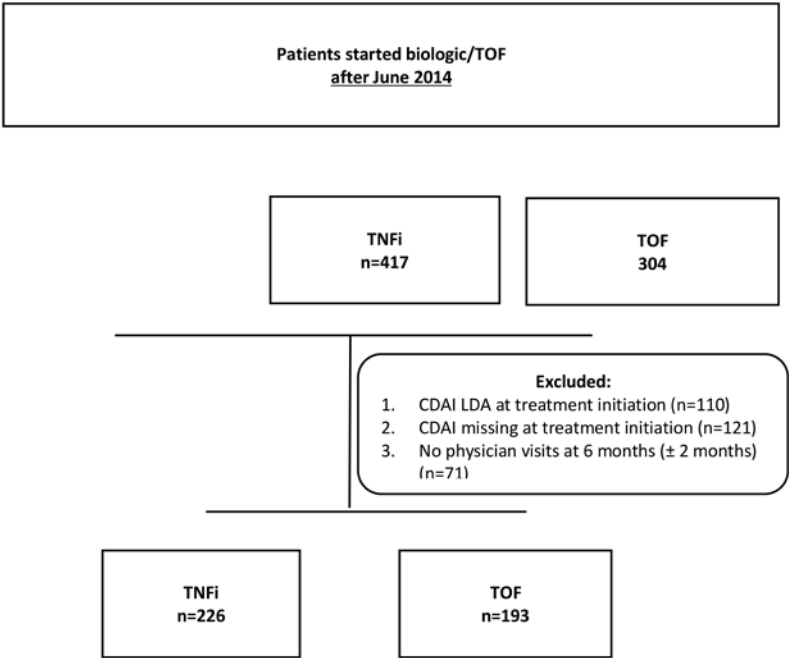 Patients started biologic/TOF
after June 2014
TNFi
n=417
TOF
304
Excluded:
1. CDAI LDA at treatment initiation (n=110)
2. CDAI missing at treatment initiation (n=121)
3. No physician visits at 6 months (± 2 months)
(n=71)
TNFi
n=226
TOF
n=193